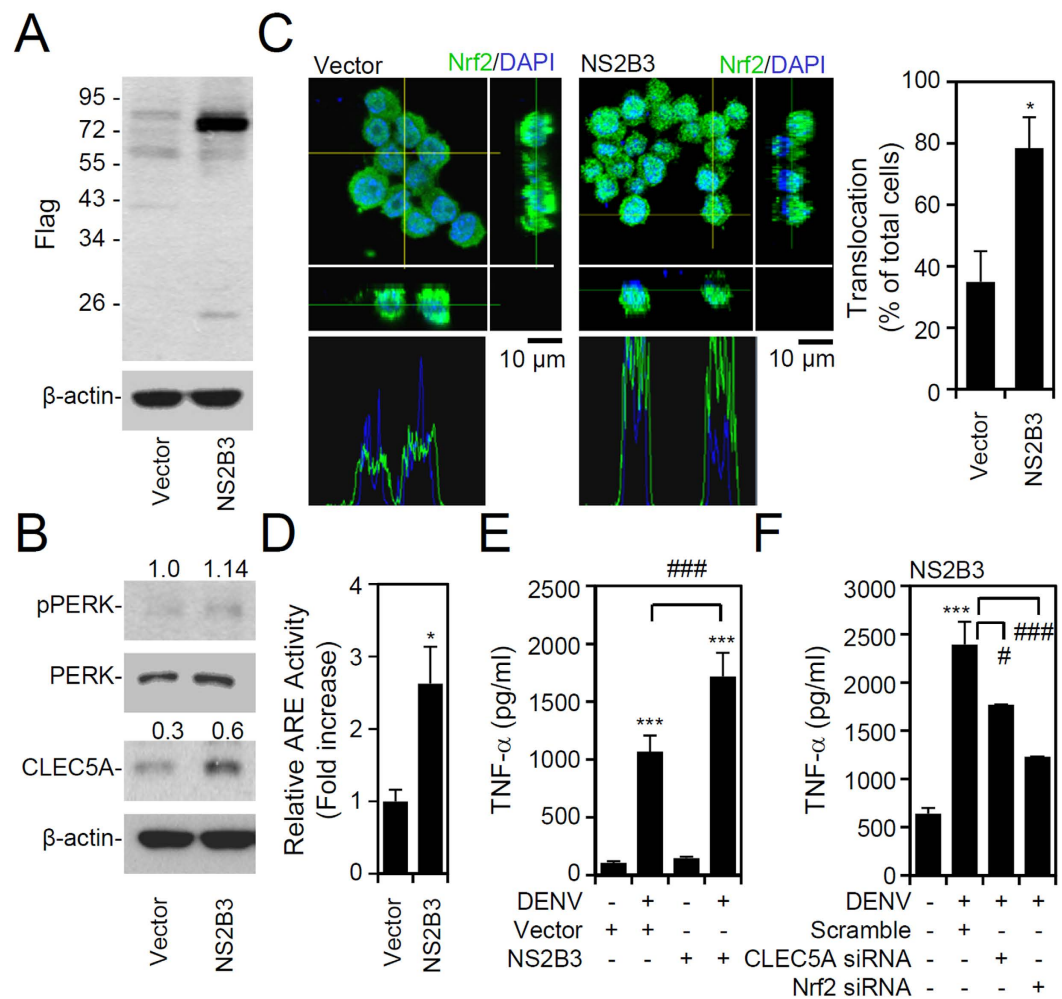 A
Flag
95 -
72 -
55 -
43 -
34 -
26 -
β-actin-
Vector
NS2B3
C
Vector
Nrf2/DAPI
NS2B3
Nrf2/DAPI
10 μm
10 μm
Translocation
(% of total cells)
100
80
60
40
20
0
*
Vector
NS2B3
B
1.0 1.14
pPERK-
PERK-
0.3 0.6
CLEC5A-
β-actin-
Vector
NS2B3
D
Relative ARE Activity
(Fold increase)
4
3
2
1
0
*
Vector
NS2B3
E
TNF-α (pg/ml)
2500
2000
1500
1000
500
0
###
***
***
DENV - + - +
Vector + + - -
NS2B3 - - + +
F
NS2B3
TNF-α (pg/ml)
3000
2500
2000
1500
1000
500
0
***
#
###
DENV - + + +
Scramble - + - -
CLEC5A siRNA - - + -
Nrf2 siRNA - - - +